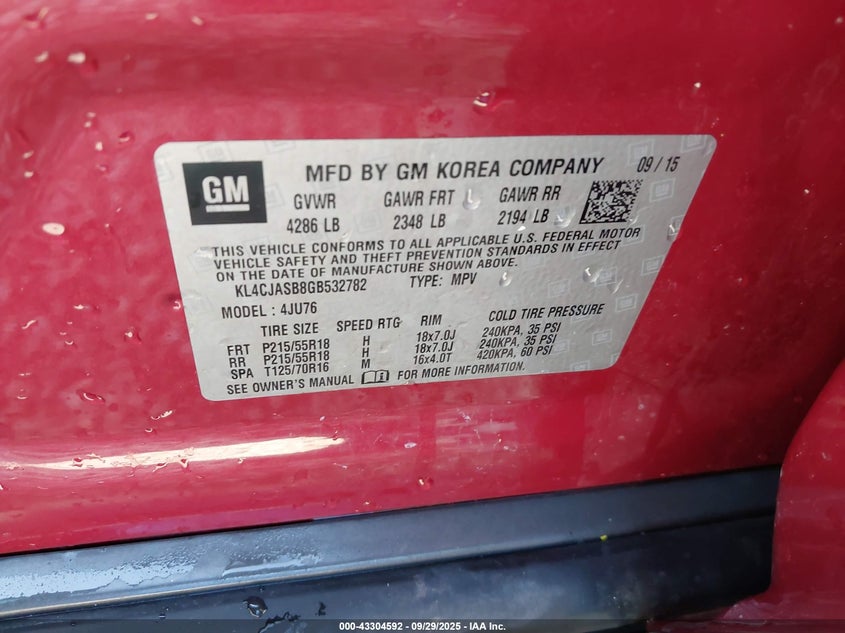 GM MFD BY GM KOREA COMPANY 09 / 15
GVWR GAWR FRT GAWR RR
4286 LB 2348 LB 2194 LB
THIS VEHICLE CONFORMS TO ALL APPLICABLE U.S. FEDERAL MOTOR
VEHICLE SAFETY AND THEFT PREVENTION STANDARDS IN EFFECT
ON THE DATE OF MANUFACTURE SHOWN ABOVE.
KL4CJASB8GB532782 TYPE: MPV
MODEL : 4JU76
TIRE SIZE SPEED RTG RIM COLD TIRE PRESSURE
FRT P215/55R18 H 18x7.0J 240KPA, 35 PSI
RR P215/55R18 H 18x7.0J 240KPA, 35 PSI
SPA T125/70R16 M 16x4.0T 420KPA, 60 PSI
SEE OWNER'S MANUAL FOR MORE INFORMATION.
000-43304592 - 09/29/2025 - IAA Inc.